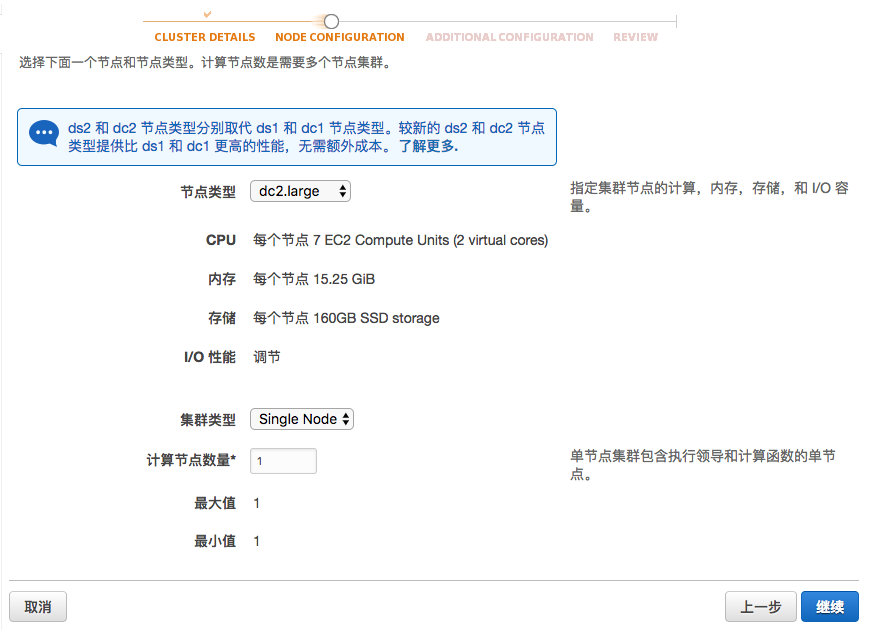 CLUSTER DETAILS NODE CONFIGURATION ADDITIONAL CONFIGURATION REVIEW
选择下面一个节点和节点类型。计算节点数是需要多个节点集群。
ds2 和 dc2 节点类型分别取代 ds1 和 dc1 节点类型。较新的 ds2 和 dc2 节点
类型提供比 ds1 和 dc1 更高的性能，无需额外成本。了解更多.
节点类型 dc2.large
指定集群节点的计算，内存，存储，和 I/O 容
量。
CPU 每个节点 7 EC2 Compute Units (2 virtual cores)
内存 每个节点 15.25 GiB
存储 每个节点 160GB SSD storage
I/O 性能 调节
集群类型 Single Node
计算节点数量* 1
单节点集群包含执行领导和计算函数的单节
点。
最大值 1
最小值 1
取消 上一步 继续